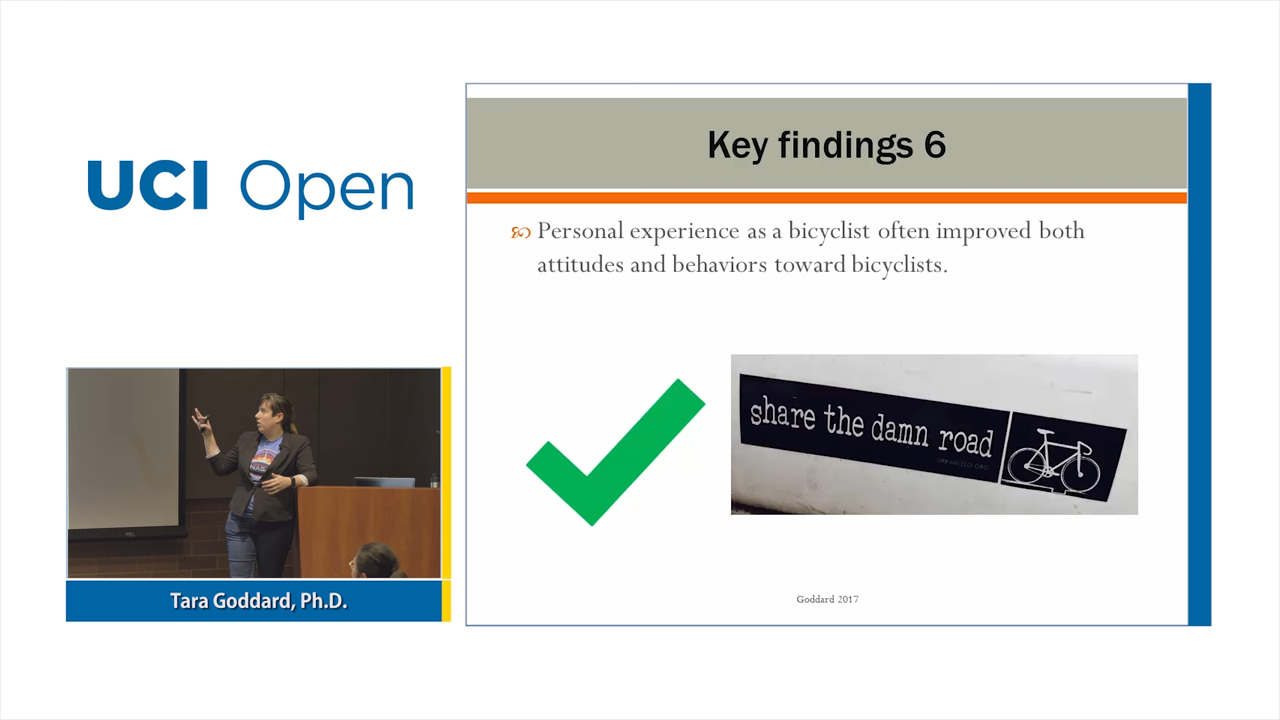 UCI Open
Key findings 6
Personal experience as a bicyclist often improved both
attitudes and behaviors toward bicyclists.
share the damn road
Goddard 2017
Tara Goddard, Ph.D.